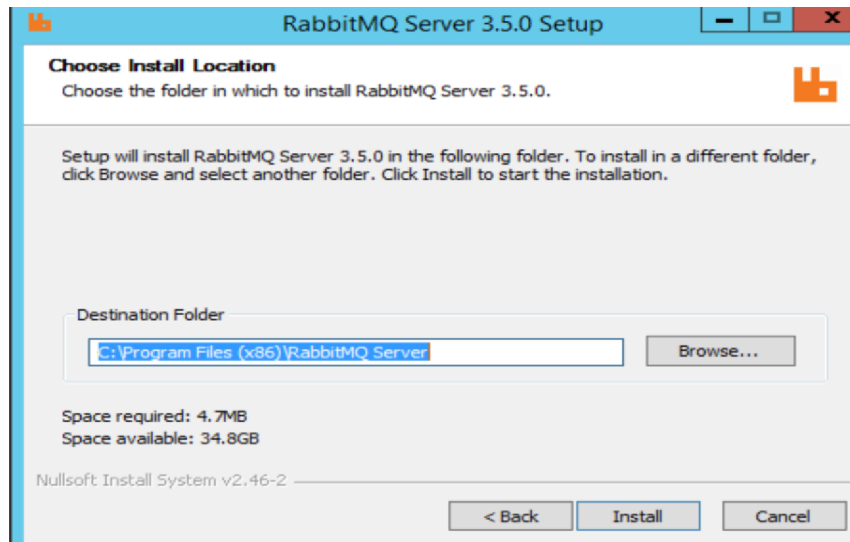 RabbitMQ Server 3.5.0 Setup
Choose Install Location
Choose the folder in which to install RabbitMQ Server 3.5.0.
Setup will install RabbitMQ Server 3.5.0 in the following folder. To install in a different folder,
click Browse and select another folder. Click Install to start the installation.
Destination Folder
C:\Program Files (x86)\RabbitMQ Server
Browse...
Space required: 4.7MB
Space available: 34.8GB
Nullsoft Install System v2.46-2
< Back
Install
Cancel